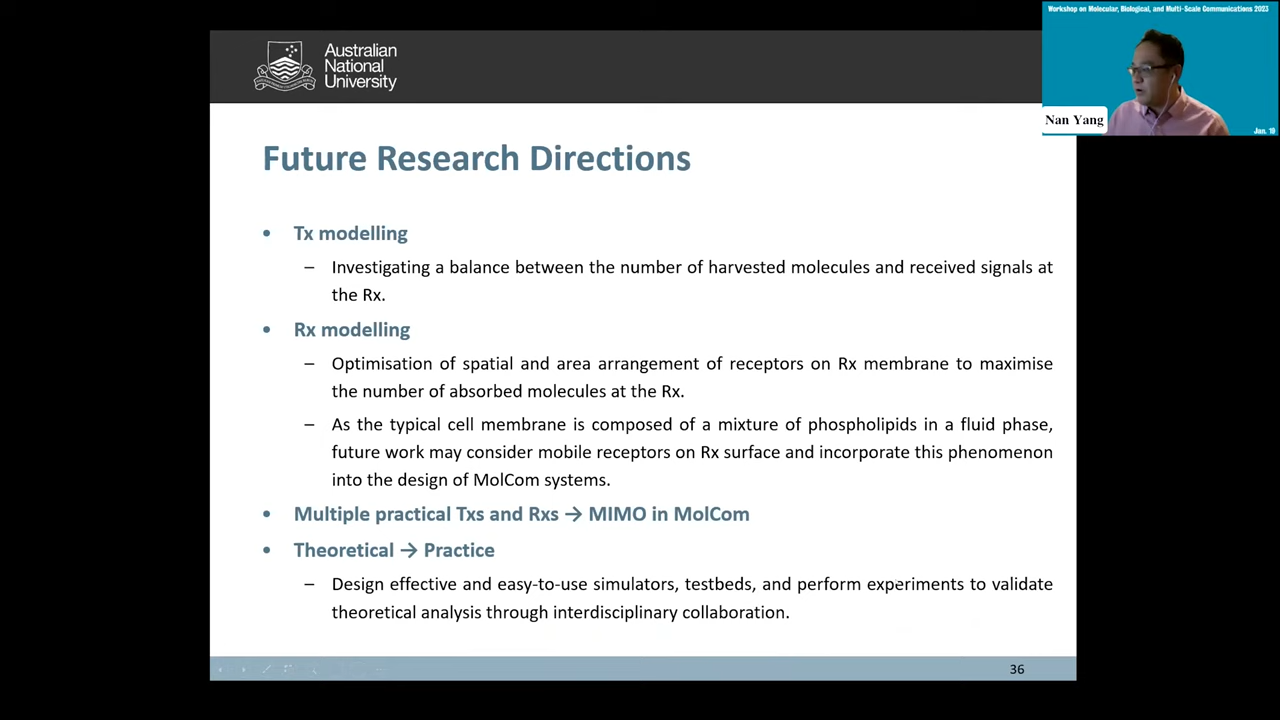 Workshop on Molecular, Biological, and Multi-Scale Communications 2023
Australian
National
University
Nan Yang
Jan. 19
Future Research Directions
• Tx modelling
– Investigating a balance between the number of harvested molecules and received signals at
the Rx.
• Rx modelling
– Optimisation of spatial and area arrangement of receptors on Rx membrane to maximise
the number of absorbed molecules at the Rx.
– As the typical cell membrane is composed of a mixture of phospholipids in a fluid phase,
future work may consider mobile receptors on Rx surface and incorporate this phenomenon
into the design of MolCom systems.
• Multiple practical Txs and Rxs → MIMO in MolCom
• Theoretical → Practice
– Design effective and easy-to-use simulators, testbeds, and perform experiments to validate
theoretical analysis through interdisciplinary collaboration.
36